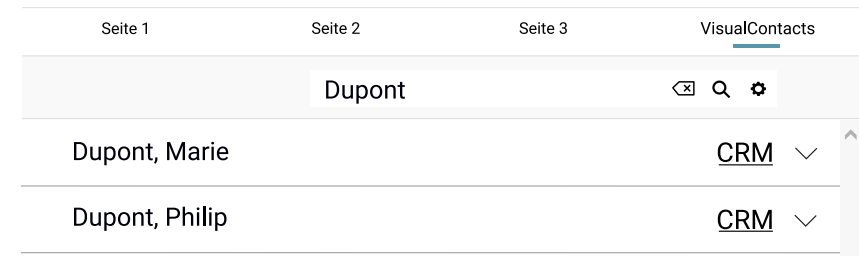 Seite 1 Seite 2 Seite 3 VisualContacts
Dupont
Dupont, Marie CRM
Dupont, Philip CRM